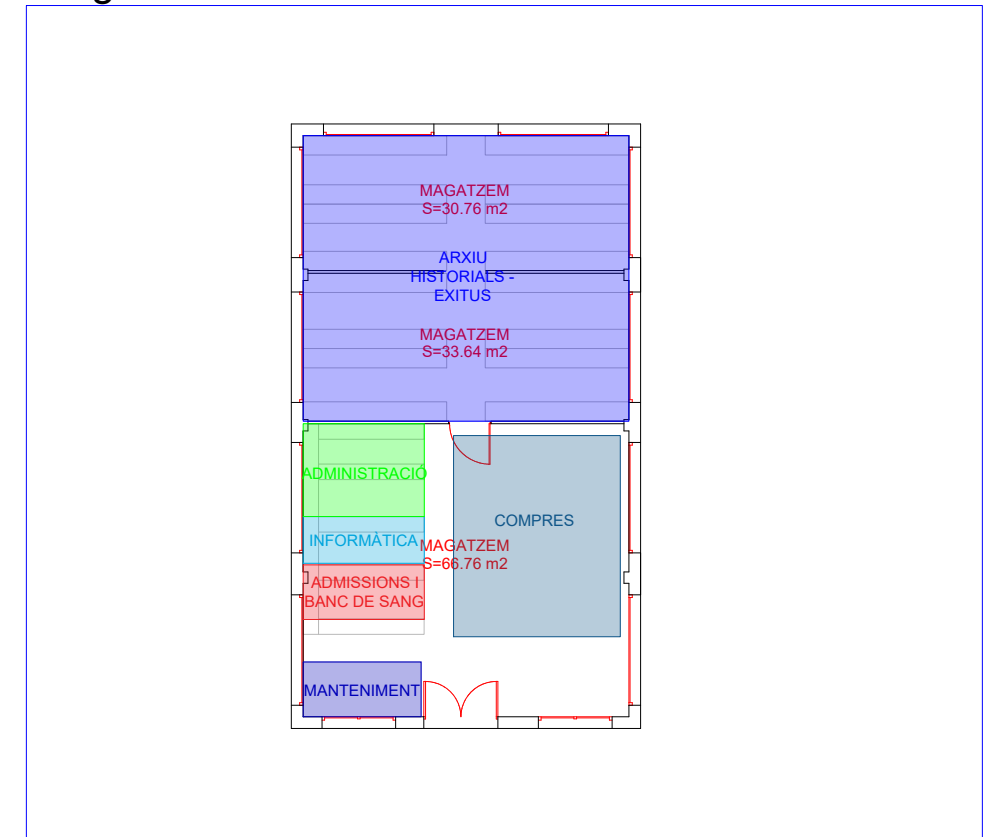 MAGATZEM
S=30.76 m2
ARXIU
HISTORIALS -
EXITUS
MAGATZEM
S=33.64 m2
ADMINISTRACIÓ
COMPRES
INFORMÀTICA
MAGATZEM
S=66.76 m2
ADMISSIONS I
BANC DE SANG
MANTENIMENT